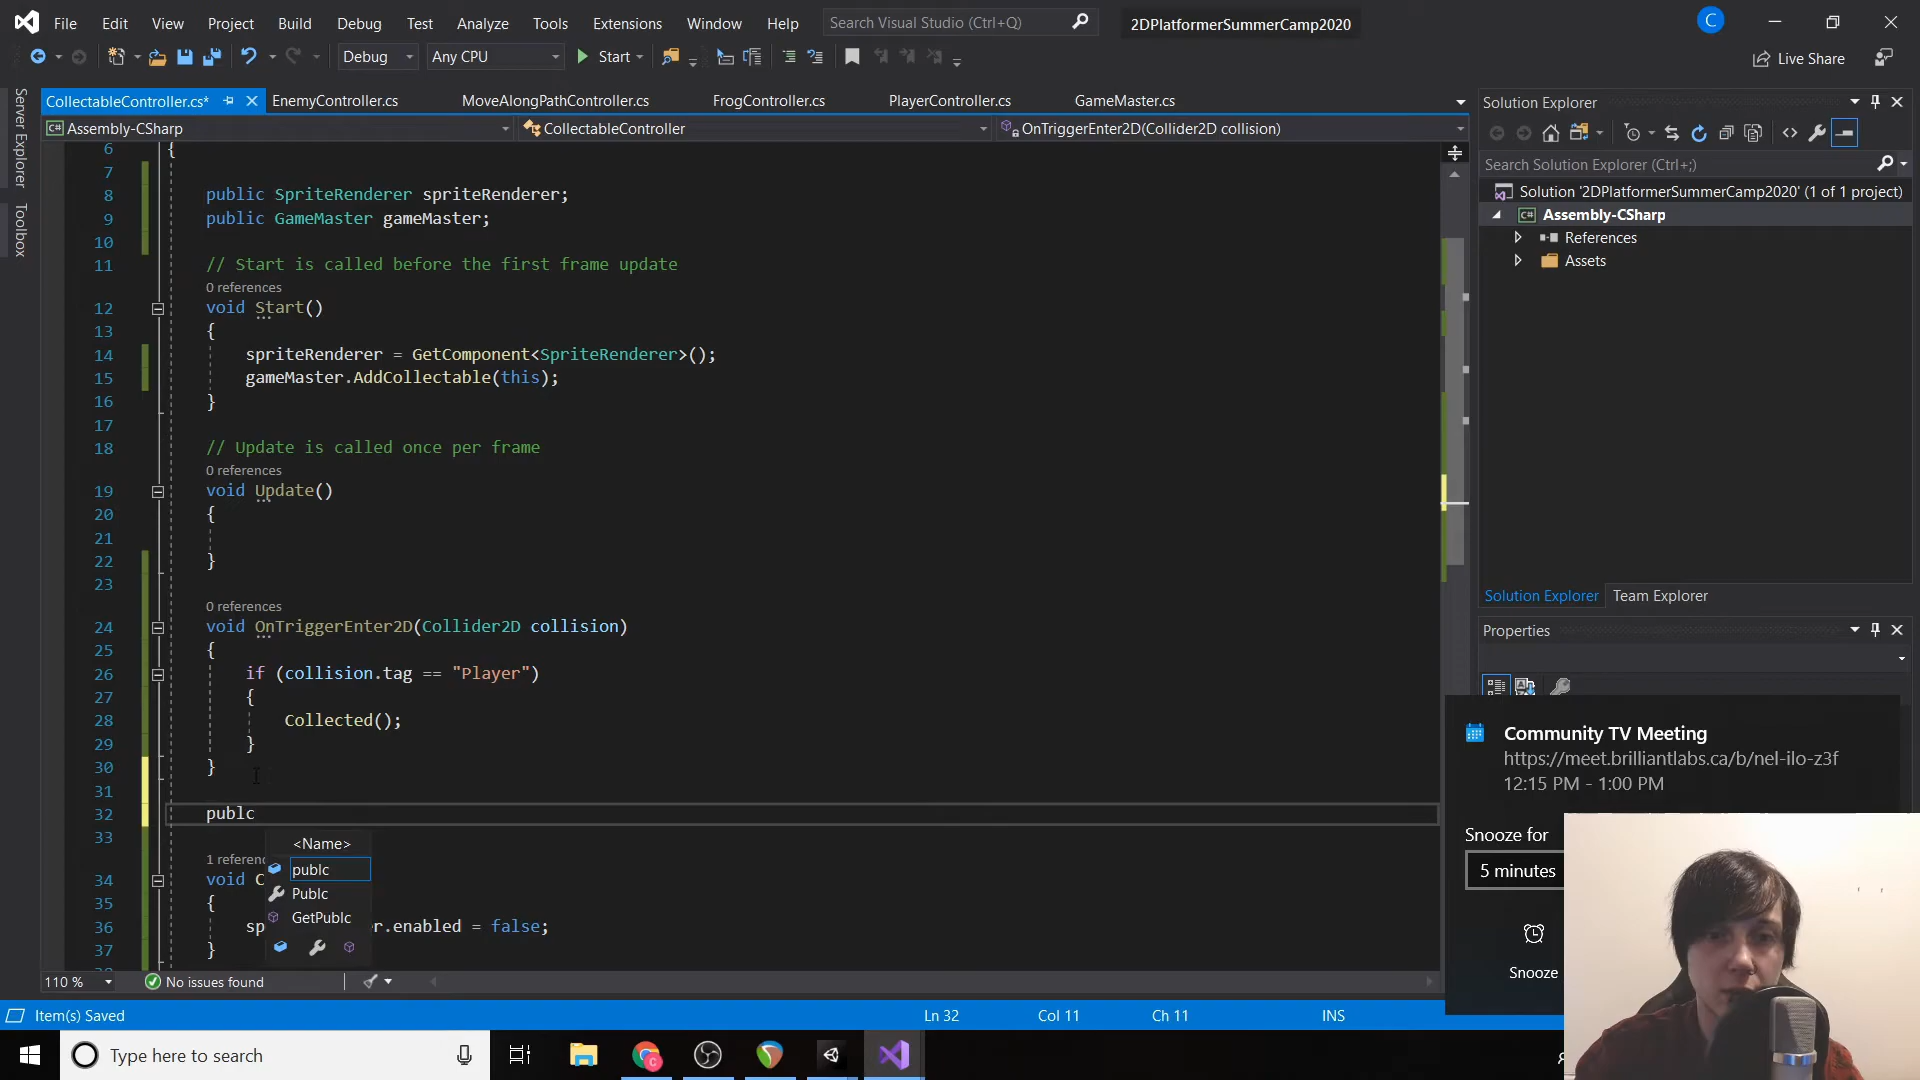 File Edit View Project Build Debug Test Analyze Tools Extensions Window Help Search Visual Studio (Ctrl+Q) 2DPlatformerSummerCamp2020 C
Debug Any CPU Start Live Share
Server Explorer
Toolbox
CollectableController.cs* EnemyController.cs MoveAlongPathController.cs FrogController.cs PlayerController.cs GameMaster.cs
C# Assembly-CSharp CollectableController OnTriggerEnter2D(Collider2D collision)
6 {
7
8 public SpriteRenderer spriteRenderer;
9 public GameMaster gameMaster;
10
11 // Start is called before the first frame update
0 references
12 void Start()
13 {
14 spriteRenderer = GetComponent<SpriteRenderer>();
15 gameMaster.AddCollectable(this);
16 }
17
18 // Update is called once per frame
0 references
19 void Update()
20 {
21
22 }
23
0 references
24 void OnTriggerEnter2D(Collider2D collision)
25 {
26 if (collision.tag == "Player")
27 {
28 Collected();
29 }
30 }
31
32 publc
33
<Name>
publc
Publc
GetPublc
1 referenc
34 void C
35 {
36 sp r.enabled = false;
37 }
110 % No issues found
Solution Explorer
Search Solution Explorer (Ctrl+;)
Solution '2DPlatformerSummerCamp2020' (1 of 1 project)
C# Assembly-CSharp
References
Assets
Solution Explorer Team Explorer
Properties
Community TV Meeting
https://meet.brilliantlabs.ca/b/nel-ilo-z3f
12:15 PM - 1:00 PM
Snooze for
5 minutes
Snooze
Item(s) Saved Ln 32 Col 11 Ch 11 INS
Type here to search